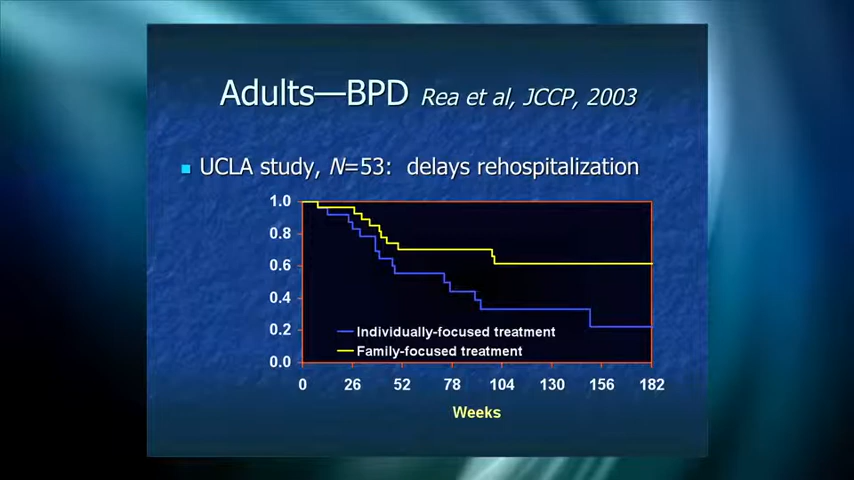 Adults—BPD Rea et al, JCCP, 2003
UCLA study, N=53: delays rehospitalization
1.0
0.8
0.6
0.4
0.2
0.0
Individually-focused treatment
Family-focused treatment
0 26 52 78 104 130 156 182
Weeks